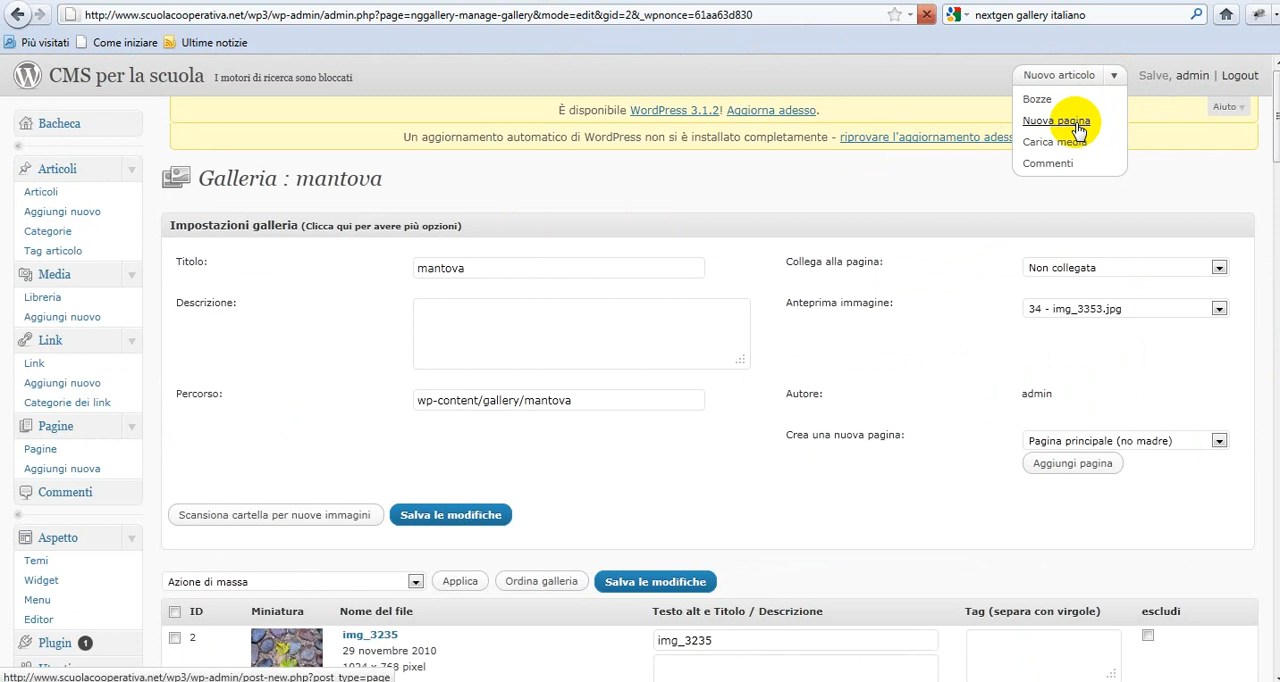 http://www.scuolacooperativa.net/wp3/wp-admin/admin.php?page=nggallery-manage-gallery&mode=edit&gid=2&_wpnonce=61aa63d830
nextgen gallery italiano
Più visitati Come iniziare Ultime notizie
CMS per la scuola I motori di ricerca sono bloccati
Nuovo articolo Salve, admin | Logout
Bozze
Nuova pagina
Carica media
Commenti
Aiuto
È disponibile WordPress 3.1.2! Aggiorna adesso.
Un aggiornamento automatico di WordPress non si è installato completamente - riprovare l'aggiornamento adess
Bacheca
Articoli
Articoli
Aggiungi nuovo
Categorie
Tag articolo
Media
Libreria
Aggiungi nuovo
Link
Link
Aggiungi nuovo
Categorie dei link
Pagine
Pagine
Aggiungi nuova
Commenti
Aspetto
Temi
Widget
Menu
Editor
Plugin 1
Galleria : mantova
Impostazioni galleria (Clicca qui per avere più opzioni)
Titolo: mantova
Collega alla pagina: Non collegata
Descrizione:
Anteprima immagine: 34 - img_3353.jpg
Percorso: wp-content/gallery/mantova
Autore: admin
Crea una nuova pagina: Pagina principale (no madre)
Aggiungi pagina
Scansiona cartella per nuove immagini Salva le modifiche
Azione di massa Applica Ordina galleria Salva le modifiche
ID Miniatura Nome del file Testo alt e Titolo / Descrizione Tag (separa con virgole) escludi
2 img_3235 img_3235
29 novembre 2010
1024 x 768 pixel
http://www.scuolacooperativa.net/wp3/wp-admin/post-new.php?post_type=page